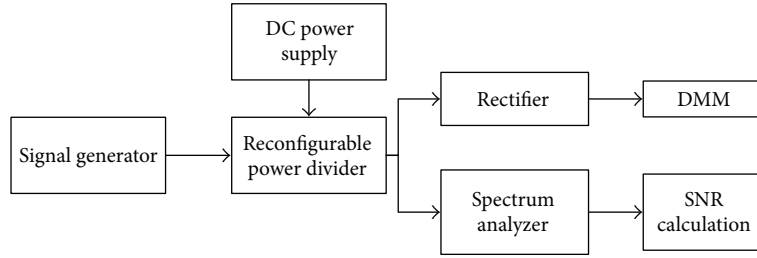 DC power
supply
Rectifier
DMM
Signal generator
Reconfigurable
power divider
Spectrum
analyzer
SNR
calculation